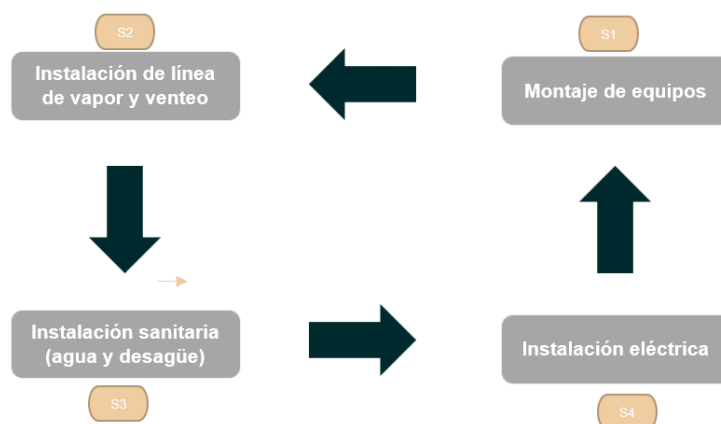 S2
S1
Instalación de línea
de vapor y venteo
Montaje de equipos
Instalación sanitaria
(agua y desagüe)
Instalación eléctrica
S3
S4